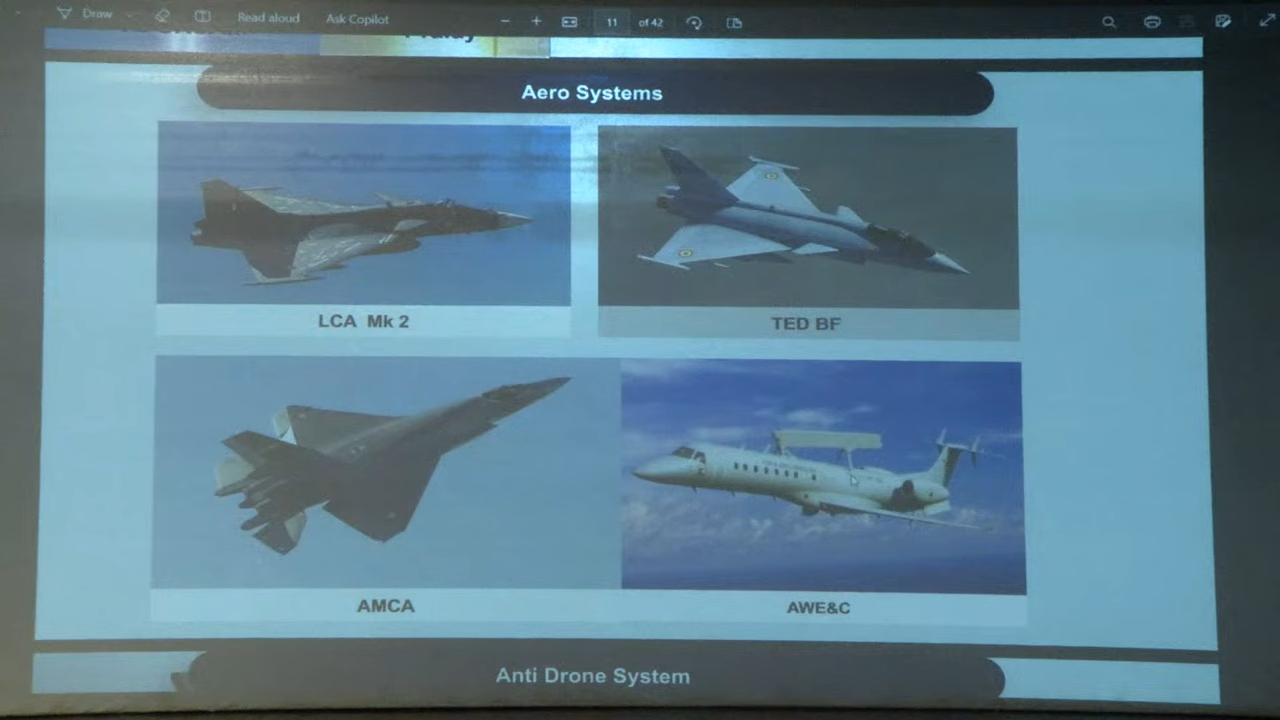 Draw
Read aloud
Ask Copilot
11 of 42
Aero Systems
LCA Mk 2
TED BF
AMCA
AWE&C
Anti Drone System